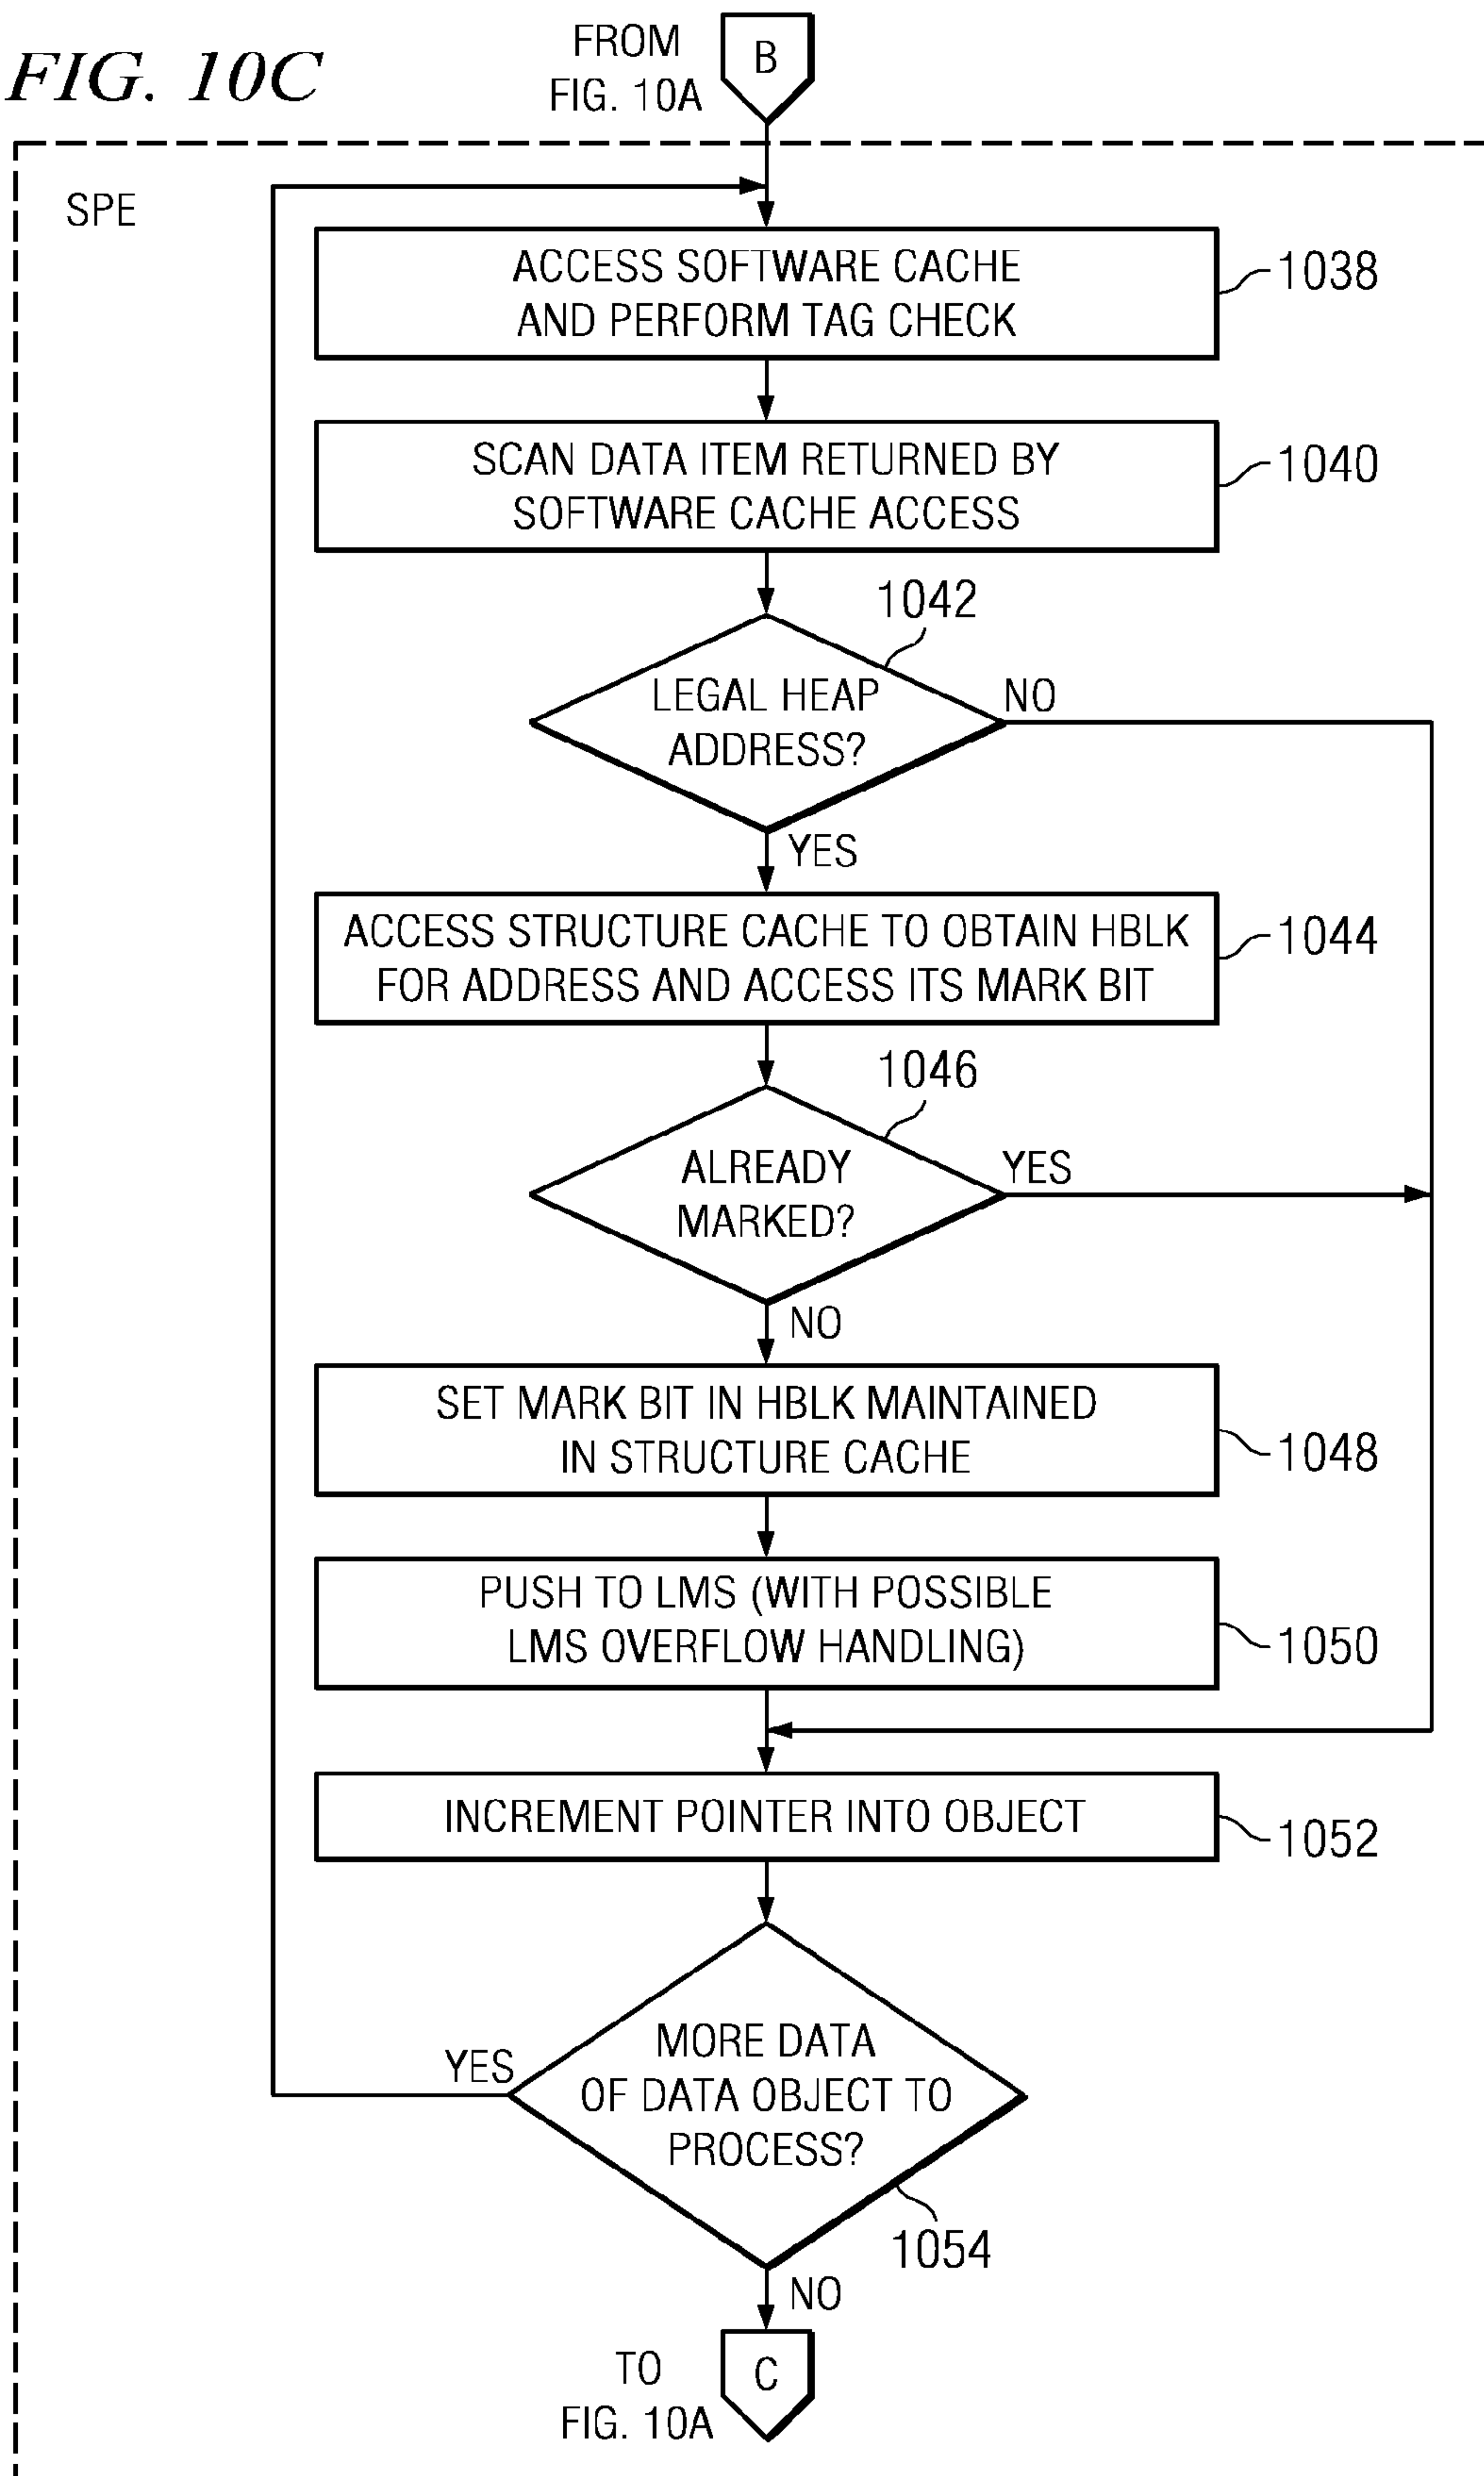 FIG. 10C
FROM
FIG. 10A
B
SPE
ACCESS SOFTWARE CACHE
AND PERFORM TAG CHECK
1038
SCAN DATA ITEM RETURNED BY
SOFTWARE CACHE ACCESS
1040
1042
LEGAL HEAP
ADDRESS?
NO
YES
ACCESS STRUCTURE CACHE TO OBTAIN HBLK
FOR ADDRESS AND ACCESS ITS MARK BIT
1044
1046
ALREADY
MARKED?
YES
NO
SET MARK BIT IN HBLK MAINTAINED
IN STRUCTURE CACHE
1048
PUSH TO LMS (WITH POSSIBLE
LMS OVERFLOW HANDLING)
1050
INCREMENT POINTER INTO OBJECT
1052
YES
MORE DATA
OF DATA OBJECT TO
PROCESS?
1054
NO
TO
FIG. 10A
C